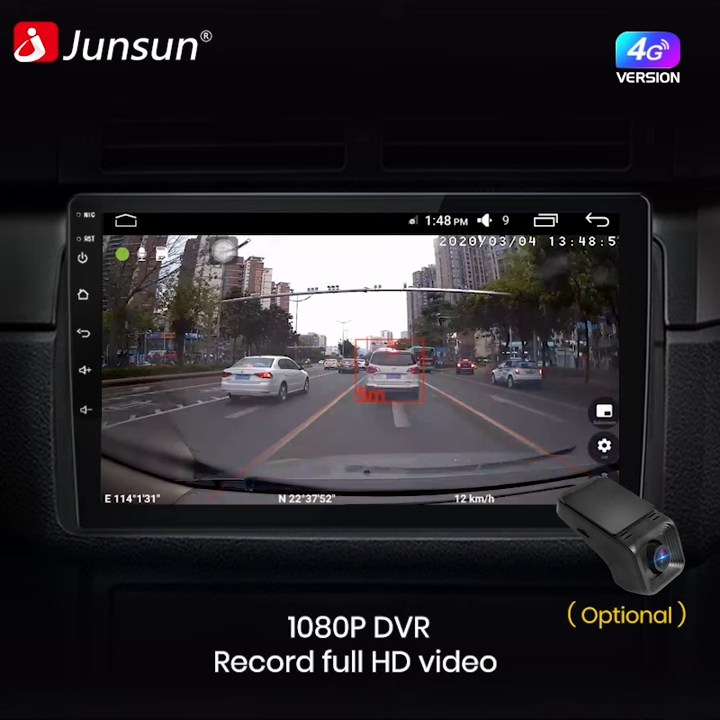 Junsun®
4G
VERSION
MIC
RST
1:48 PM
9
2020/03/04 13:48:5
5m
E 114°1'31"
N 22°37'52"
12 km/h
( Optional )
1080P DVR
Record full HD video